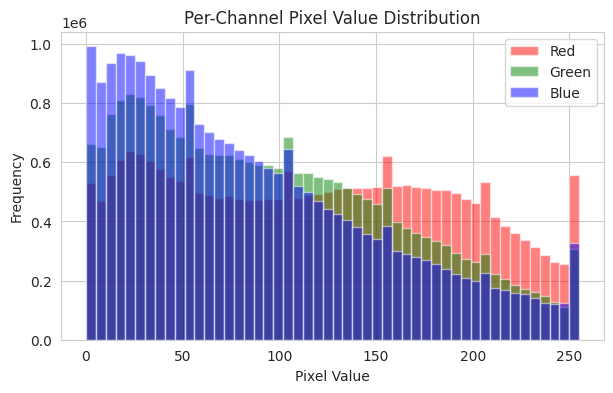 Per-Channel Pixel Value Distribution
1e6
Red
Green
Blue
1.0
0.8
0.6
0.4
0.2
0.0
Frequency
0
50
100
150
200
250
Pixel Value